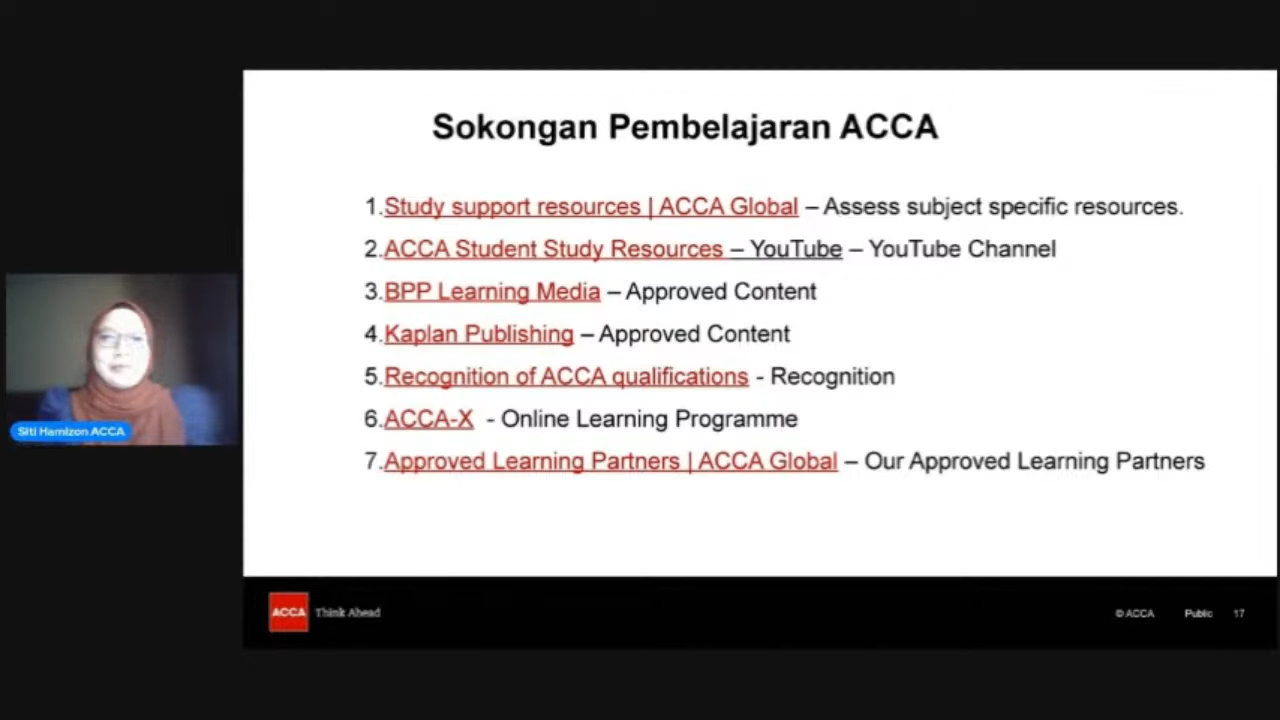 Sokongan Pembelajaran ACCA
1.Study support resources | ACCA Global – Assess subject specific resources.
2.ACCA Student Study Resources – YouTube – YouTube Channel
3.BPP Learning Media – Approved Content
4.Kaplan Publishing – Approved Content
5.Recognition of ACCA qualifications - Recognition
6.ACCA-X - Online Learning Programme
7.Approved Learning Partners | ACCA Global – Our Approved Learning Partners
Siti Hamizon ACCA
ACCA Think Ahead
© ACCA Public 17